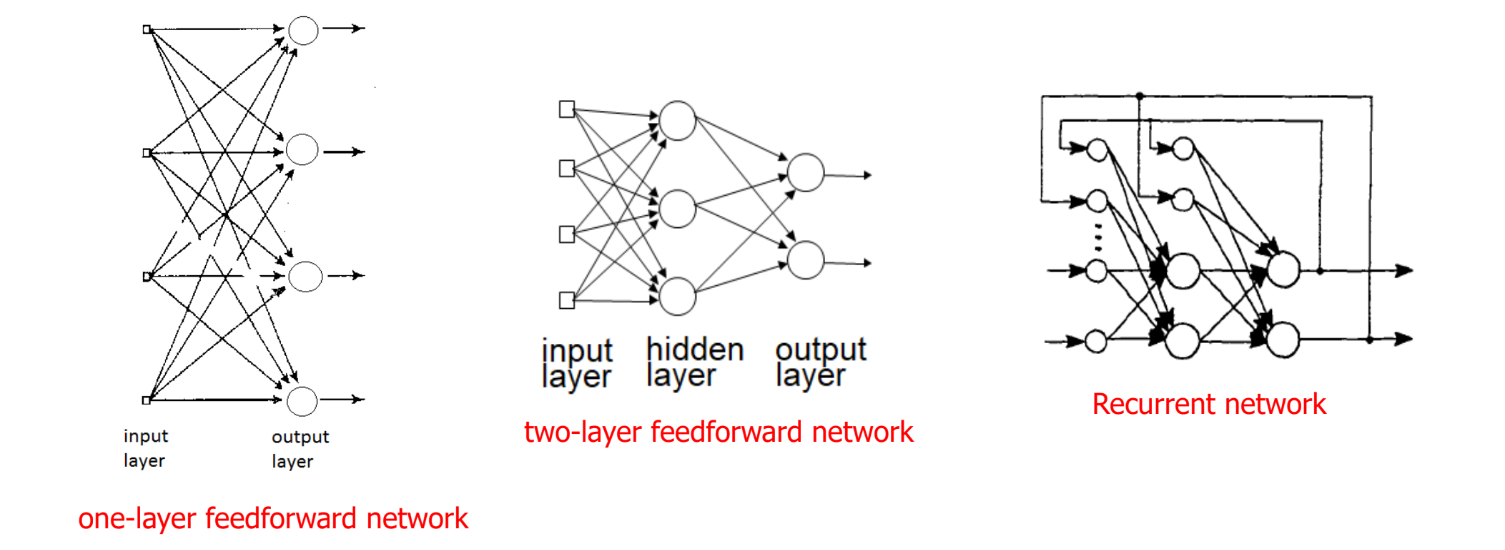 input
layer
output
layer
one-layer feedforward network
input
layer
hidden
layer
output
layer
two-layer feedforward network
Recurrent network